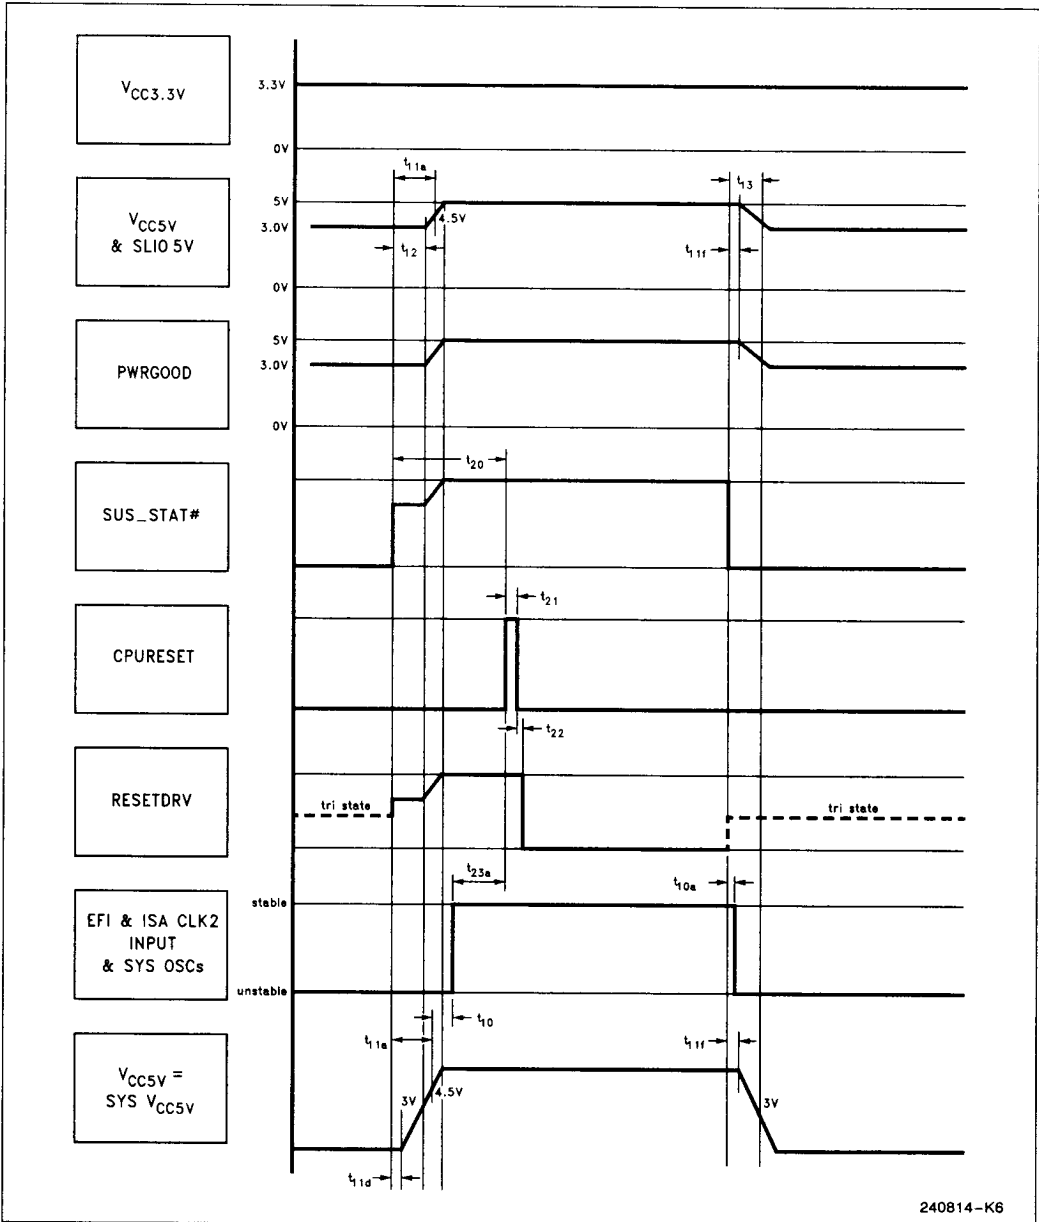 V_CC3.3V
3.3V
0V
t_11a
V_CC5V
& SLIO 5V
5V
3.0V
0V
4.5V
t_12
t_13
t_11f
PWRGOOD
5V
3.0V
0V
SUS_STAT#
t_20
CPURESET
t_21
t_22
RESETDRV
tri state
tri state
EFI & ISA CLK2
INPUT
& SYS OSCs
stable
unstable
t_23a
t_10a
t_10
V_CC5V =
SYS V_CC5V
t_11a
3V
4.5V
t_11f
3V
t_11d
240814-K6